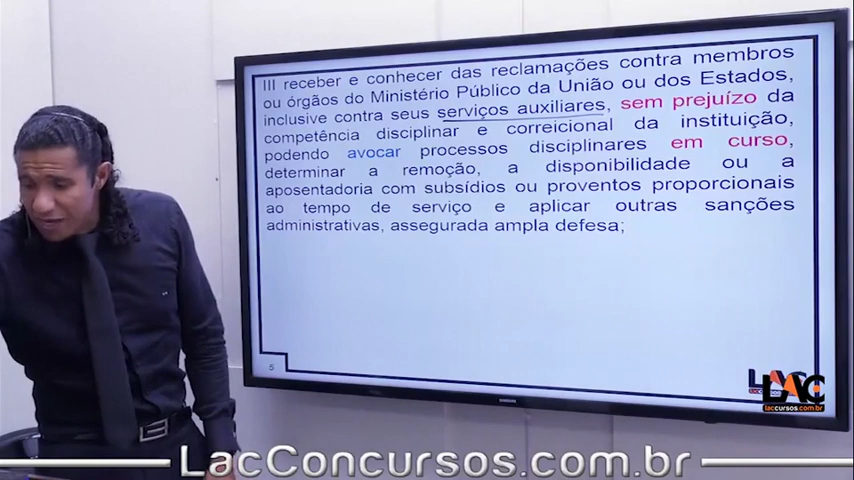 III receber e conhecer das reclamações contra membros
ou órgãos do Ministério Público da União ou dos Estados,
inclusive contra seus serviços auxiliares, sem prejuízo da
competência disciplinar e correicional da instituição,
podendo avocar processos disciplinares em curso,
determinar a remoção, a disponibilidade ou a
aposentadoria com subsídios ou proventos proporcionais
ao tempo de serviço e aplicar outras sanções
administrativas, assegurada ampla defesa;
5
LAC
laccursos.com.br
SAMSUNG
LacConcursos.com.br